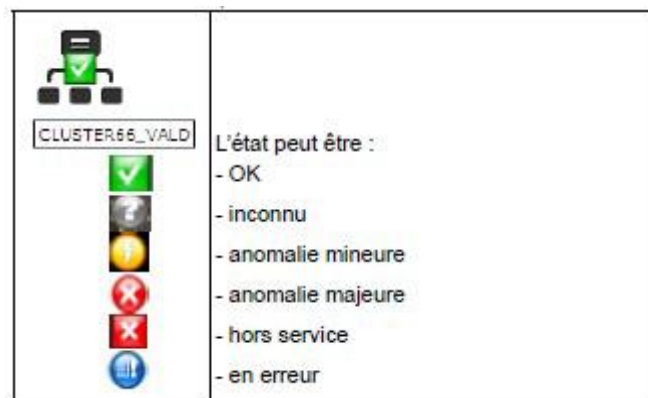 CLUSTER66_VALD
L'état peut être :
- OK
- inconnu
- anomalie mineure
- anomalie majeure
- hors service
- en erreur